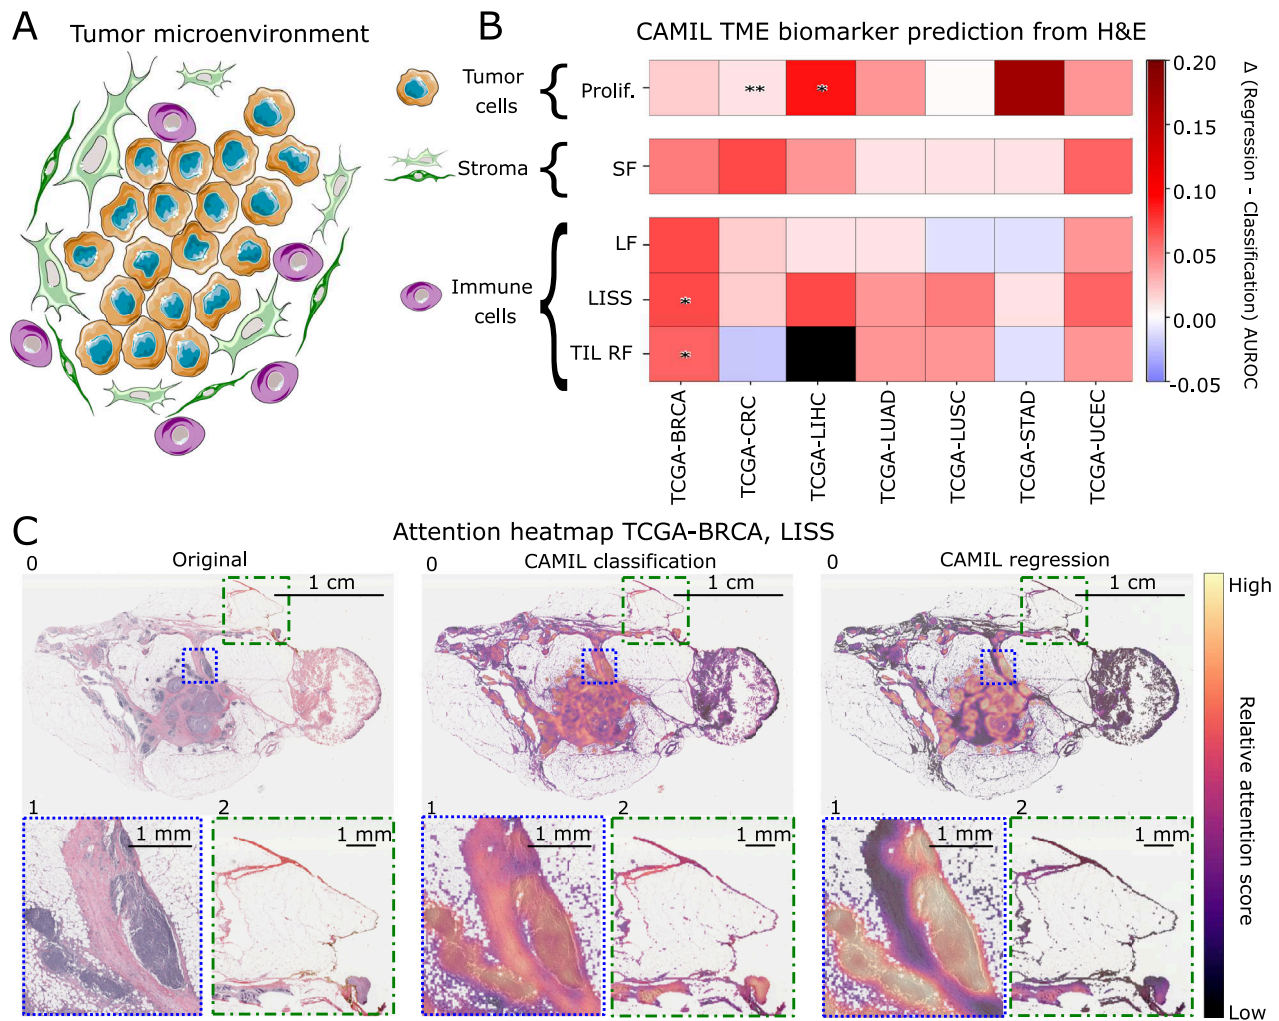 A
Tumor microenvironment
B
CAMIL TME biomarker prediction from H&E
Tumor
cells
Stroma
Immune
cells
Prolif.
SF
LF
LISS
TIL RF
**
*
*
*
TCGA-BRCA
TCGA-CRC
TCGA-LIHC
TCGA-LUAD
TCGA-LUSC
TCGA-STAD
TCGA-UCEC
0.20
0.15
0.10
0.05
0.00
-0.05
Δ (Regression - Classification) AUROC
C
Attention heatmap TCGA-BRCA, LISS
0
Original
1 cm
0
CAMIL classification
1 cm
0
CAMIL regression
1 cm
1
1 mm
2
1 mm
1
1 mm
2
1 mm
1
1 mm
2
1 mm
High
Relative attention score
Low